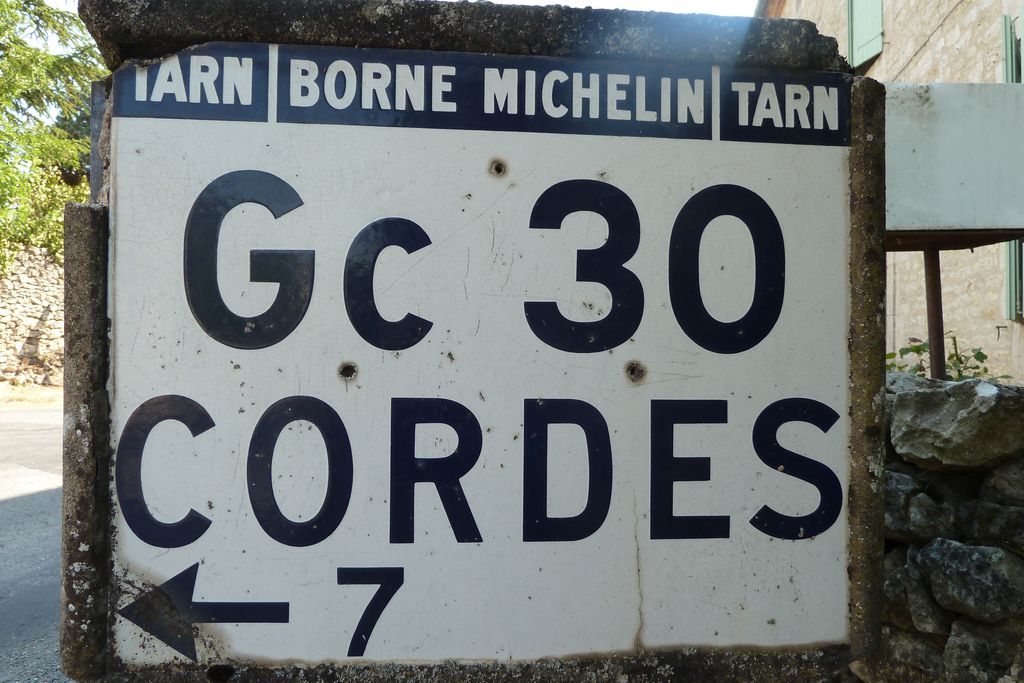 TARN BORNE MICHELIN TARN
Gc 30
CORDES
7